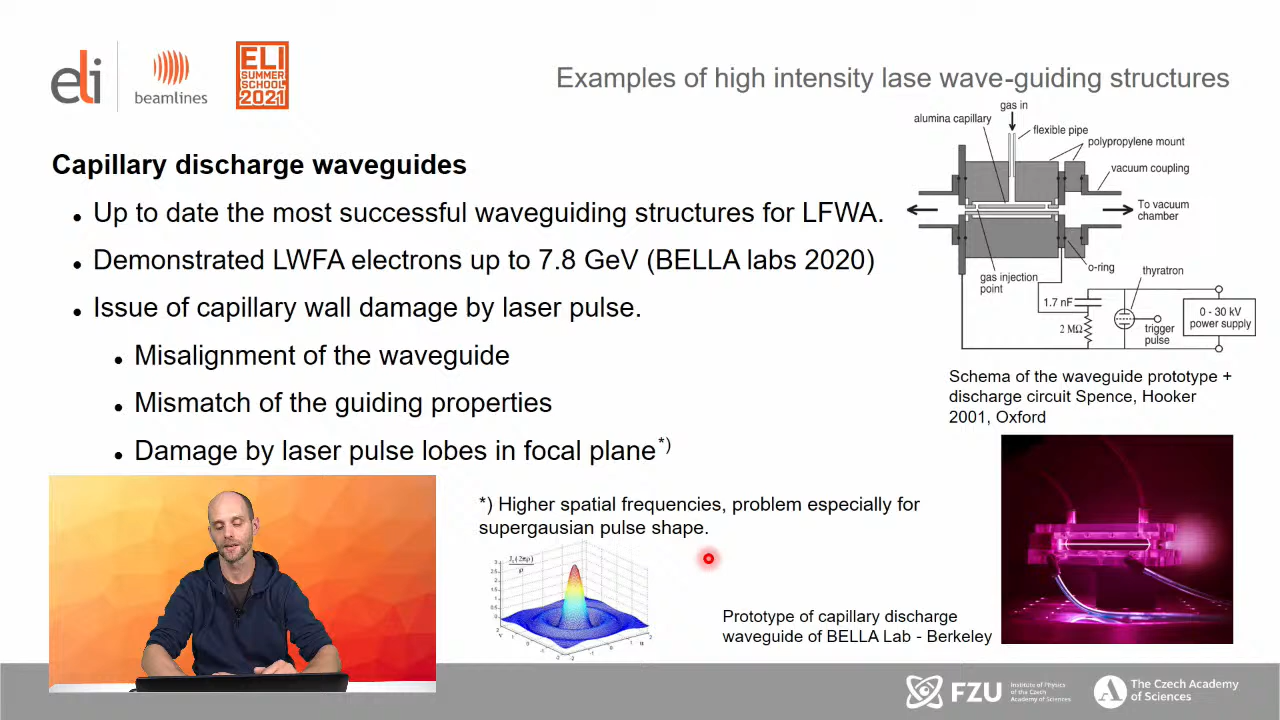 eli
beamlines
ELI
SUMMER
SCHOOL
2021
Examples of high intensity lase wave-guiding structures
Capillary discharge waveguides
• Up to date the most successful waveguiding structures for LFWA.
• Demonstrated LWFA electrons up to 7.8 GeV (BELLA labs 2020)
• Issue of capillary wall damage by laser pulse.
• Misalignment of the waveguide
• Mismatch of the guiding properties
• Damage by laser pulse lobes in focal plane*)
*) Higher spatial frequencies, problem especially for
supergausian pulse shape.
gas in
alumina capillary
flexible pipe
polypropylene mount
vacuum coupling
To vacuum
chamber
o-ring
gas injection
point
thyratron
1.7 nF
2 MΩ
trigger
pulse
0 - 30 kV
power supply
Schema of the waveguide prototype +
discharge circuit Spence, Hooker
2001, Oxford
Prototype of capillary discharge
waveguide of BELLA Lab - Berkeley
FZU
Institute of Physics
of the Czech
Academy of Sciences
The Czech Academy
of Sciences